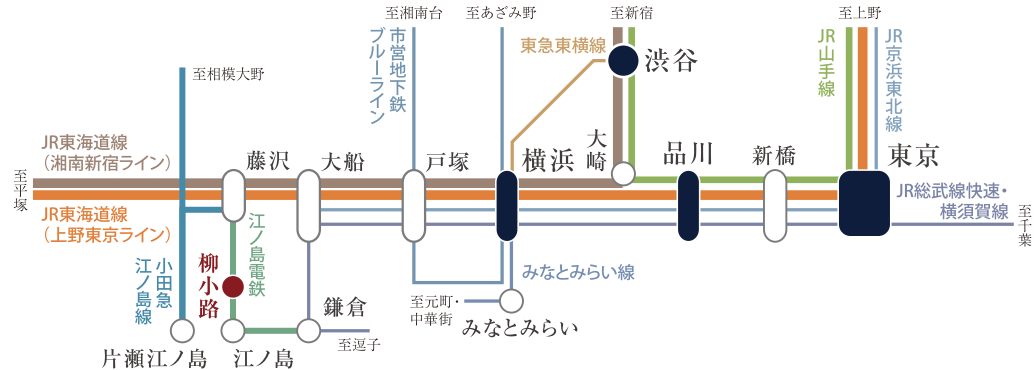 至湘南台
至あざみ野
至新宿
至上野
市営地下鉄
ブルーライン
東急東横線
渋谷
JR山手線
JR京浜東北線
至相模大野
JR東海道線
（湘南新宿ライン）
藤沢
大船
戸塚
横浜
大崎
品川
新橋
東京
至平塚
JR東海道線
（上野東京ライン）
JR総武線快速・
横須賀線
至千葉
江ノ島電鉄
小田急
江ノ島線
柳小路
みなとみらい線
至元町・
中華街
みなとみらい
鎌倉
至逗子
片瀬江ノ島
江ノ島